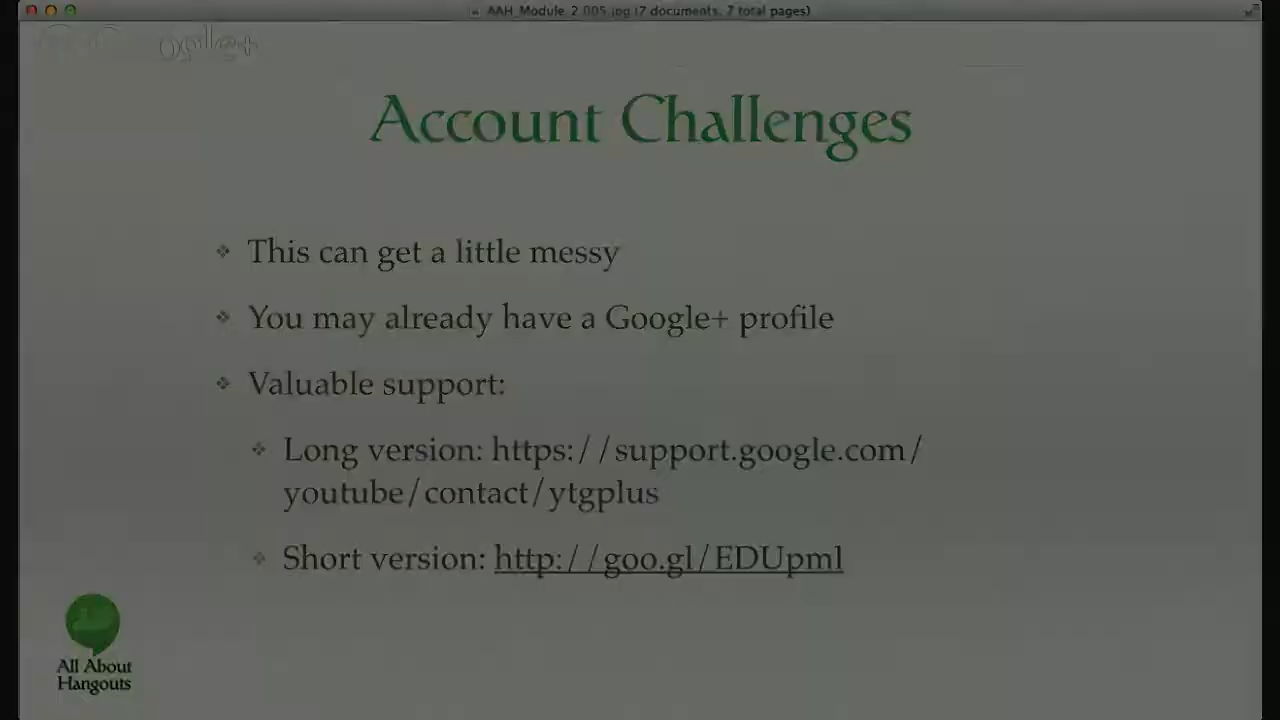 AAH_Module_2.005.jpg (7 documents, 7 total pages)
Account Challenges
This can get a little messy
You may already have a Google+ profile
Valuable support:
Long version: https://support.google.com/
youtube/contact/ytgplus
Short version: http://goo.gl/EDUpml
All About
Hangouts